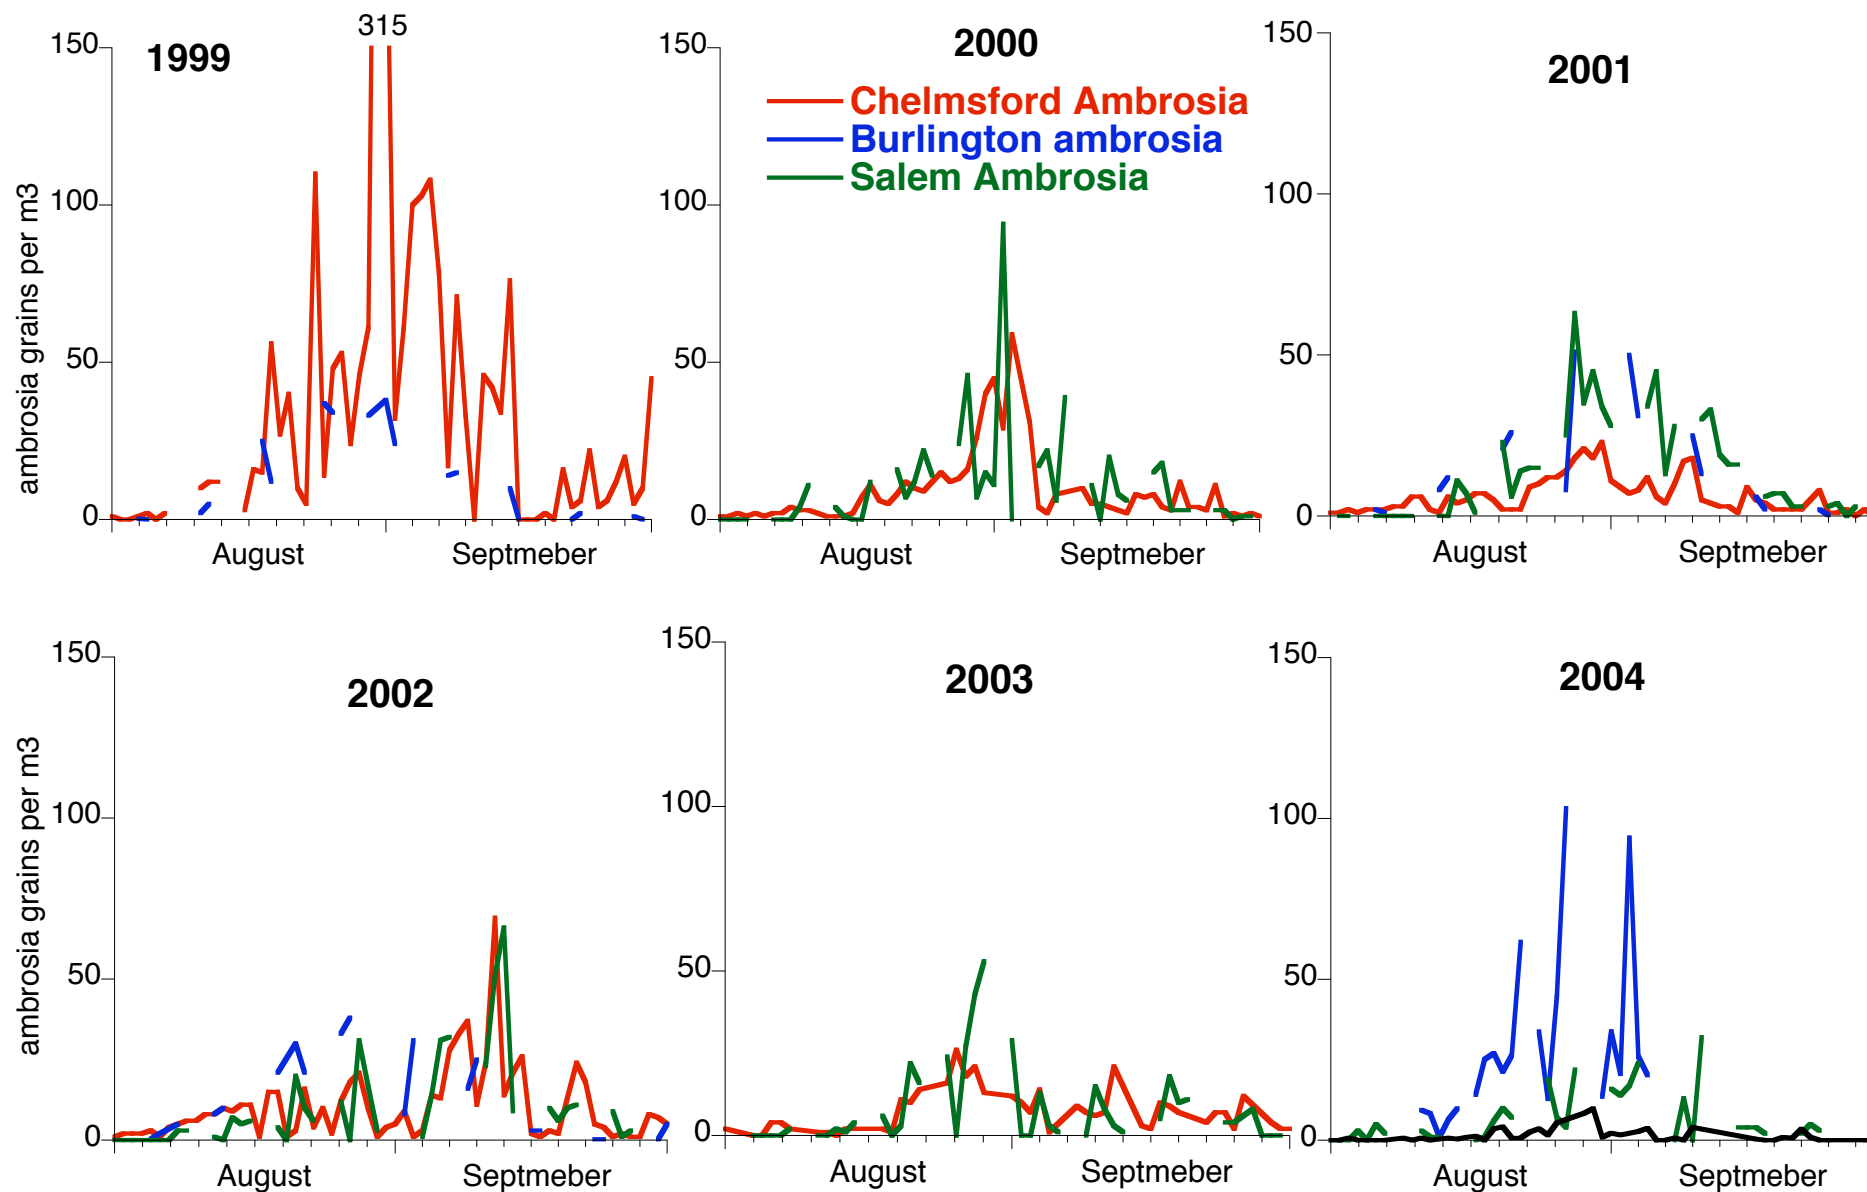 315
150
1999
100
50
0
ambrosia grains per m3
August
Septmeber
150
2000
Chelmsford Ambrosia
Burlington ambrosia
Salem Ambrosia
100
50
0
August
Septmeber
150
2001
100
50
0
August
Septmeber
150
2002
100
50
0
ambrosia grains per m3
August
Septmeber
150
2003
100
50
0
August
Septmeber
150
2004
100
50
0
August
Septmeber